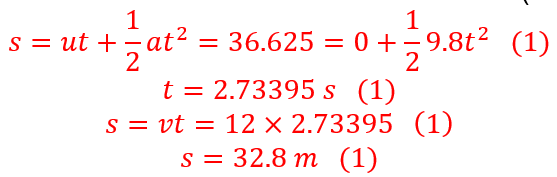 s = ut + 1/2 at² = 36.625 = 0 + 1/2 9.8t² (1)
t = 2.73395 s (1)
s = vt = 12 × 2.73395 (1)
s = 32.8 m (1)